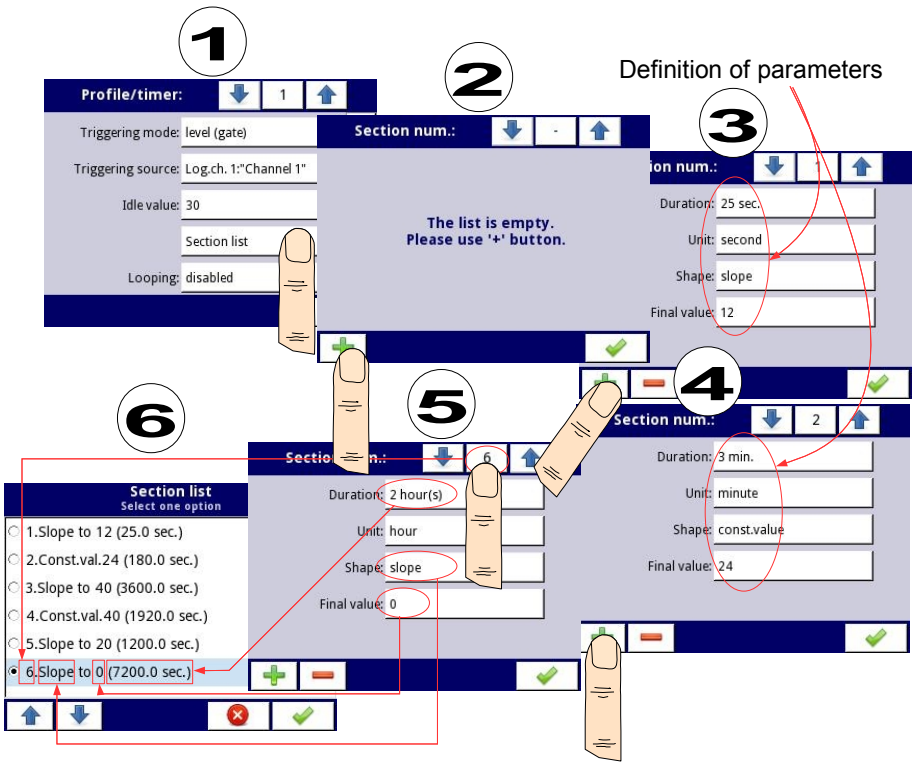 1
Profile/timer: 1
Triggering mode: level (gate)
Triggering source: Log.ch. 1:"Channel 1"
Idle value: 30
Section list
Looping: disabled
2
Section num.: -
The list is empty.
Please use '+' button.
Definition of parameters
3
ion num.: 1
Duration: 25 sec.
Unit: second
Shape: slope
Final value: 12
4
Section num.: 2
Duration: 3 min.
Unit: minute
Shape: const.value
Final value: 24
5
Section 6
Duration: 2 hour(s)
Unit: hour
Shape: slope
Final value: 0
6
Section list
Select one option
1.Slope to 12 (25.0 sec.)
2.Const.val.24 (180.0 sec.)
3.Slope to 40 (3600.0 sec.)
4.Const.val.40 (1920.0 sec.)
5.Slope to 20 (1200.0 sec.)
6.Slope to 0 (7200.0 sec.)